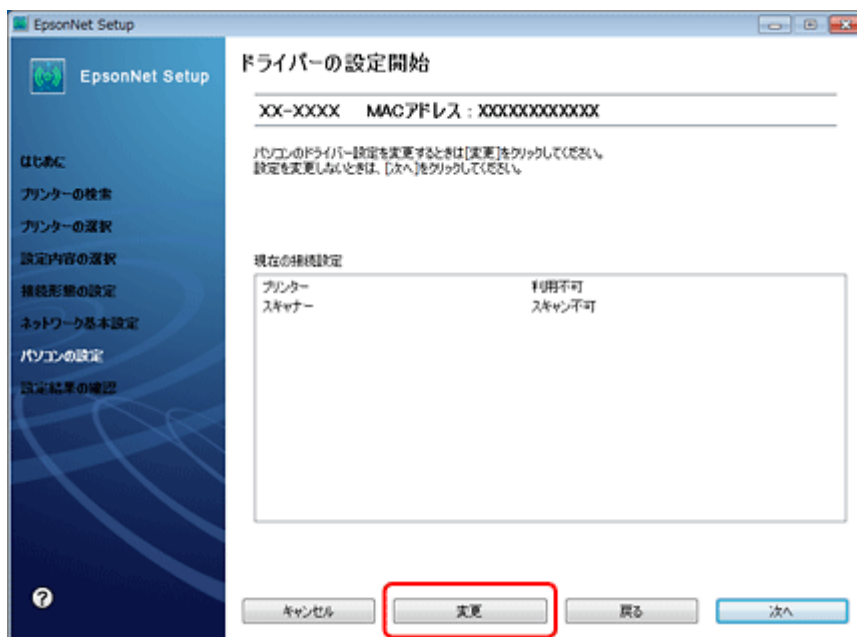 EpsonNet Setup
EpsonNet Setup
はじめに
プリンターの検索
プリンターの選択
設定内容の選択
接続形態の設定
ネットワーク基本設定
パソコンの設定
設定結果の確認
ドライバーの設定開始
XX-XXXX MACアドレス：XXXXXXXXXXXX
パソコンのドライバー設定を変更するときは[変更]をクリックしてください。
設定を変更しないときは、[次へ]をクリックしてください。
現在の接続設定
プリンター 利用不可
スキャナー スキャン不可
?
キャンセル 変更 戻る 次へ